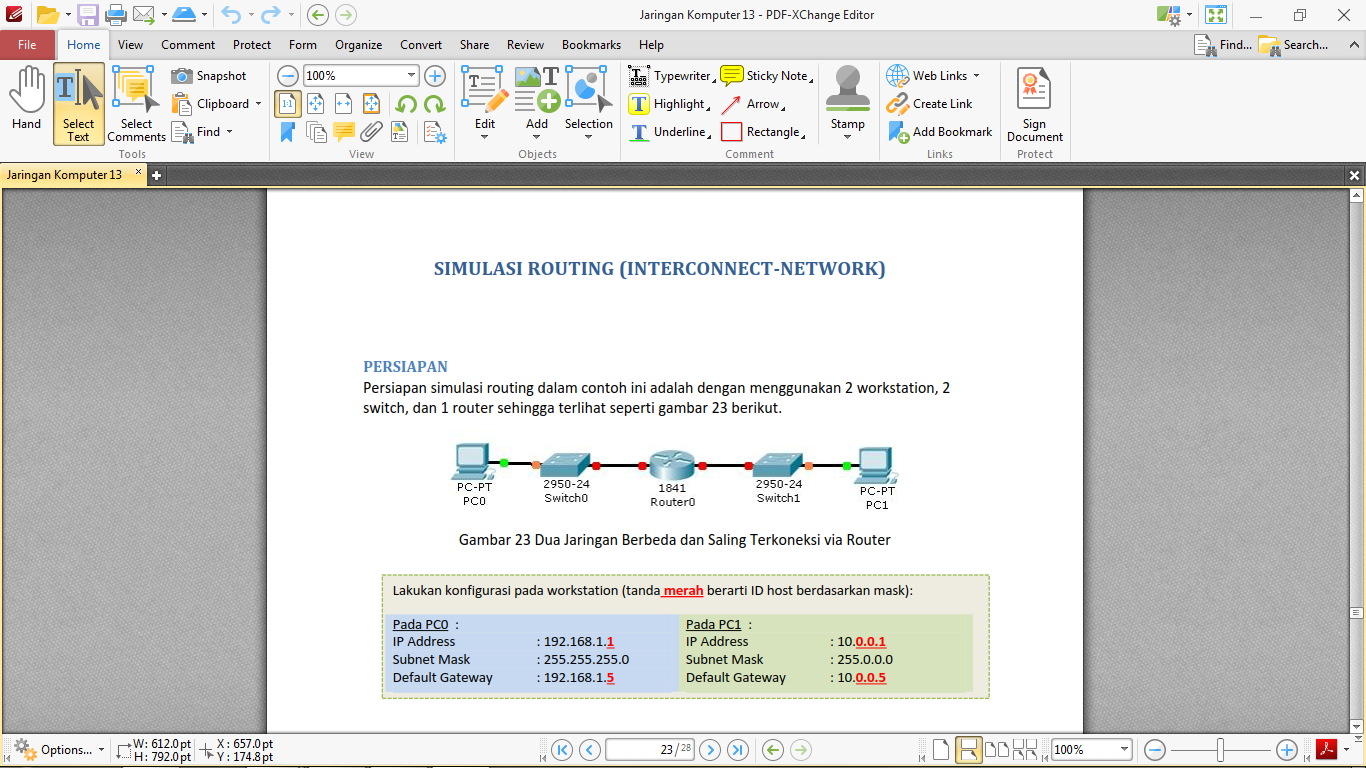 Jaringan Komputer 13 - PDF-XChange Editor
File Home View Comment Protect Form Organize Convert Share Review Bookmarks Help Find... Search...
Hand
Select Text
Select Comments
Snapshot
Clipboard
Find
Tools
100%
1:1
View
Edit
Add
Selection
Objects
Typewriter
Highlight
Underline
Sticky Note
Arrow
Rectangle
Stamp
Comment
Web Links
Create Link
Add Bookmark
Links
Sign Document
Protect
Jaringan Komputer 13
SIMULASI ROUTING (INTERCONNECT-NETWORK)
PERSIAPAN
Persiapan simulasi routing dalam contoh ini adalah dengan menggunakan 2 workstation, 2
switch, dan 1 router sehingga terlihat seperti gambar 23 berikut.
PC-PT
PC0
2950-24
Switch0
1841
Router0
2950-24
Switch1
PC-PT
PC1
Gambar 23 Dua Jaringan Berbeda dan Saling Terkoneksi via Router
Lakukan konfigurasi pada workstation (tanda merah berarti ID host berdasarkan mask):
Pada PC0 :
IP Address : 192.168.1.1
Subnet Mask : 255.255.255.0
Default Gateway : 192.168.1.5
Pada PC1 :
IP Address : 10.0.0.1
Subnet Mask : 255.0.0.0
Default Gateway : 10.0.0.5
Options...
W: 612.0pt
H: 792.0pt
X : 657.0pt
Y : 174.8pt
23 / 28
100%